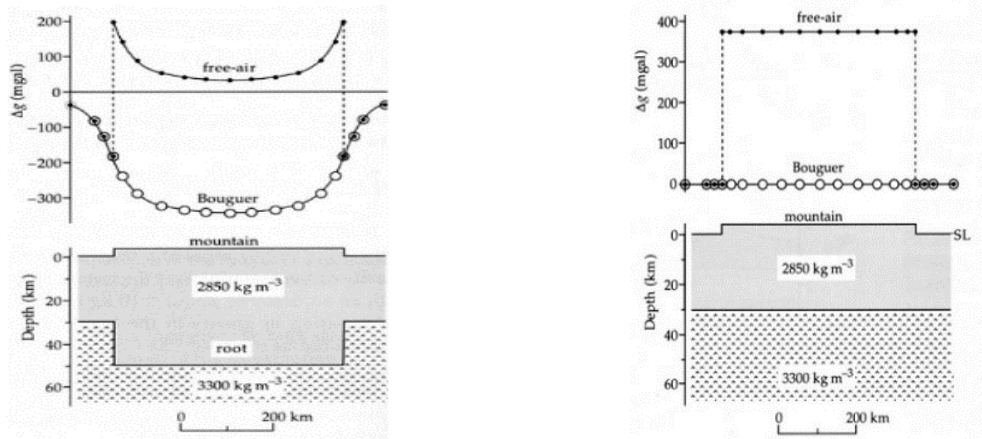 200
100
0
−100
−200
−300
Δg (mgal)
free-air
Bouguer
mountain
0
20
40
60
Depth (km)
2850 kg m⁻³
root
3300 kg m⁻³
0 200 km
400
300
200
100
0
Δg (mgal)
free-air
Bouguer
mountain
SL
0
20
40
60
Depth (km)
2850 kg m⁻³
3300 kg m⁻³
0 200 km